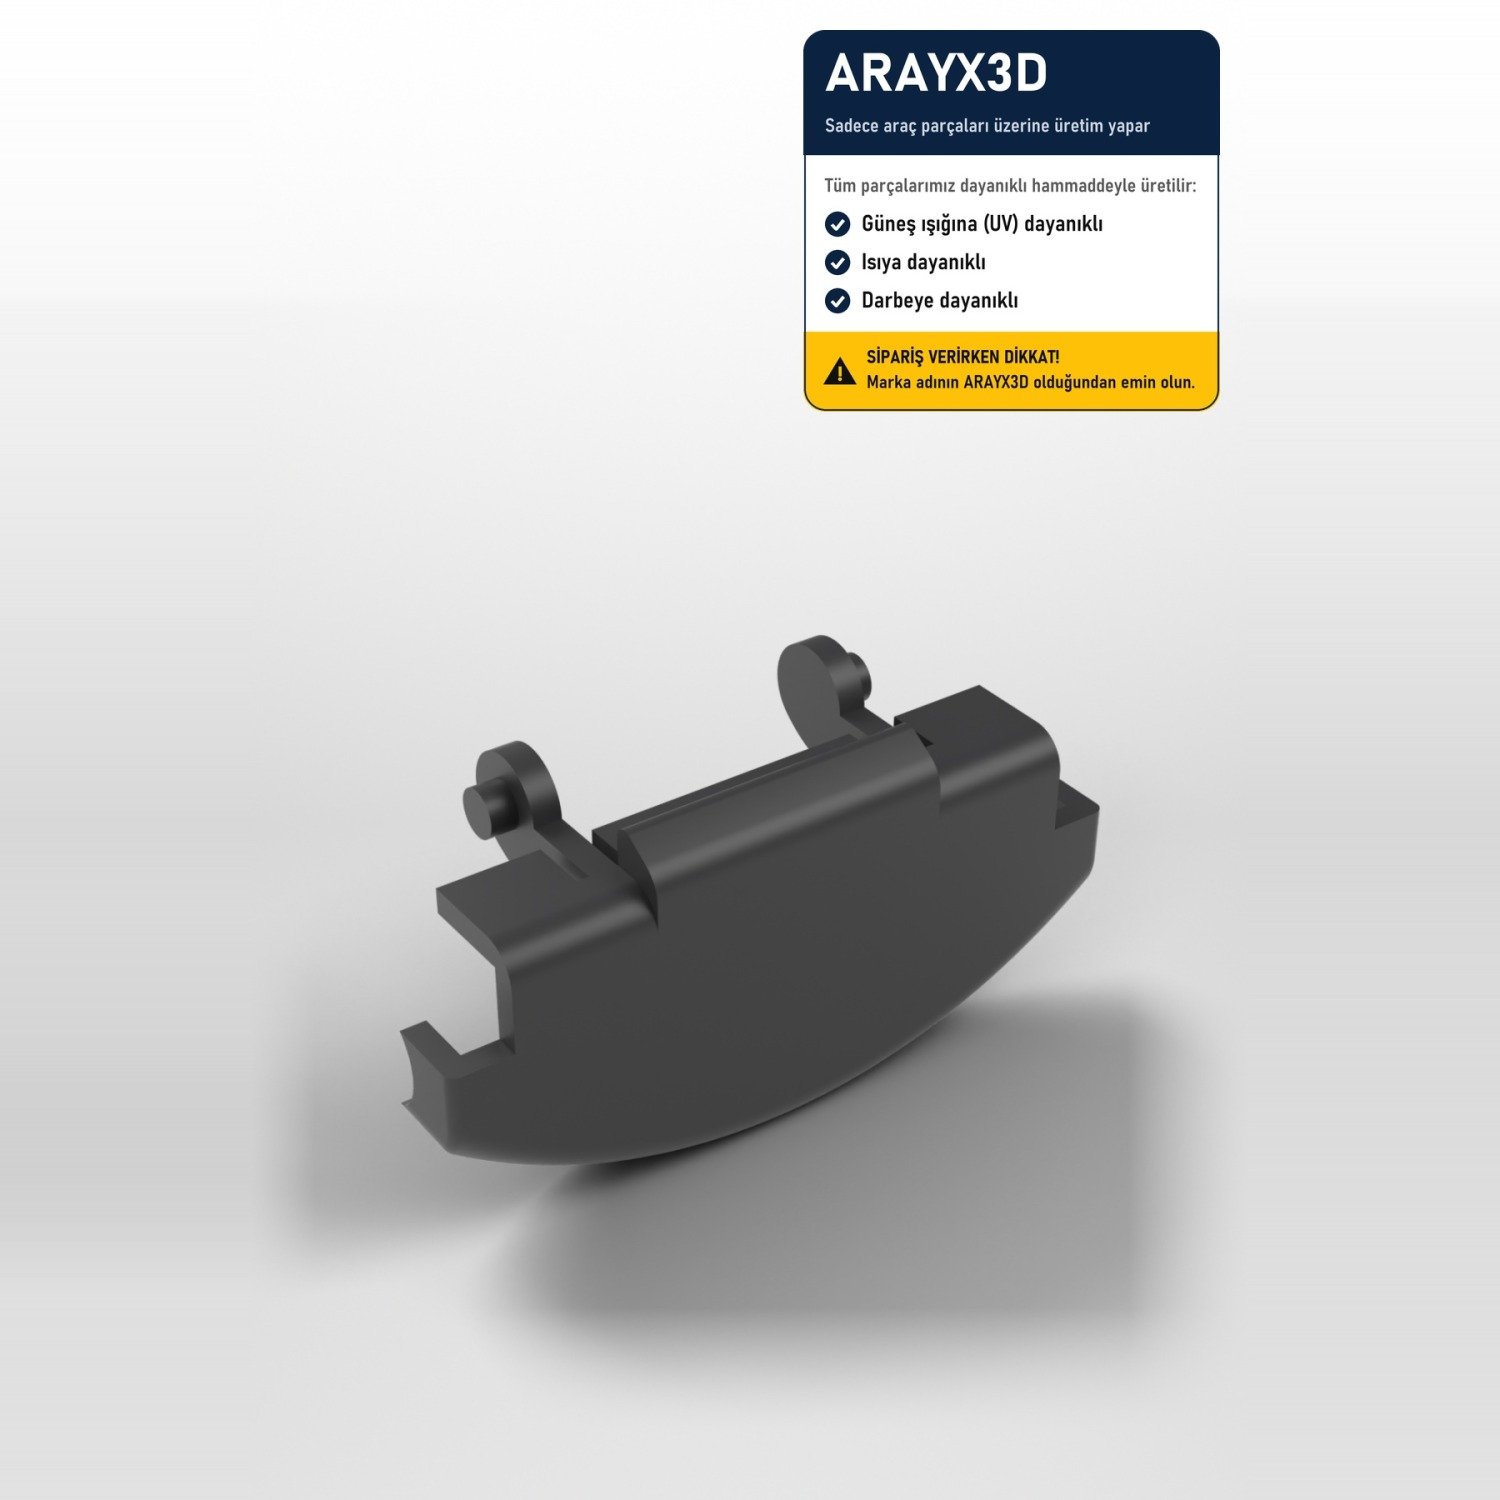 ARAYX3D
Sadece araç parçaları üzerine üretim yapar
Tüm parçalarımız dayanıklı hammaddeyle üretilir:
Güneş ışığına (UV) dayanıklı
Isıya dayanıklı
Darbeye dayanıklı
SİPARİŞ VERİRKEN DİKKAT!
Marka adının ARAYX3D olduğundan emin olun.